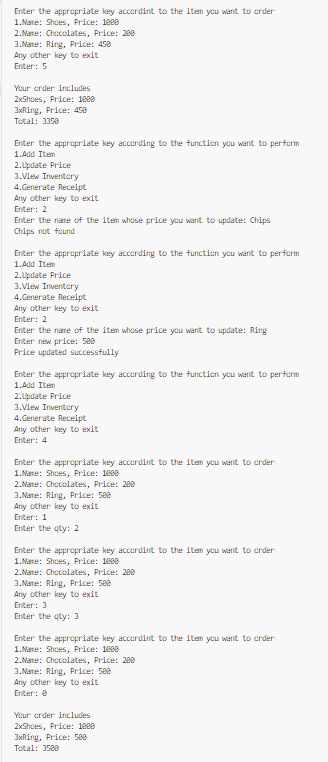 Enter the appropriate key accordint to the item you want to order
1.Name: Shoes, Price: 1000
2.Name: Chocolates, Price: 200
3.Name: Ring, Price: 450
Any other key to exit
Enter: 5
Your order includes
2xShoes, Price: 1000
3xRing, Price: 450
Total: 3350
Enter the appropriate key according to the function you want to perform
1.Add Item
2.Update Price
3.View Inventory
4.Generate Receipt
Any other key to exit
Enter: 2
Enter the name of the item whose price you want to update: Chips
Chips not found
Enter the appropriate key according to the function you want to perform
1.Add Item
2.Update Price
3.View Inventory
4.Generate Receipt
Any other key to exit
Enter: 2
Enter the name of the item whose price you want to update: Ring
Enter new price: 500
Price updated successfully
Enter the appropriate key according to the function you want to perform
1.Add Item
2.Update Price
3.View Inventory
4.Generate Receipt
Any other key to exit
Enter: 4
Enter the appropriate key accordint to the item you want to order
1.Name: Shoes, Price: 1000
2.Name: Chocolates, Price: 200
3.Name: Ring, Price: 500
Any other key to exit
Enter: 1
Enter the qty: 2
Enter the appropriate key accordint to the item you want to order
1.Name: Shoes, Price: 1000
2.Name: Chocolates, Price: 200
3.Name: Ring, Price: 500
Any other key to exit
Enter: 3
Enter the qty: 3
Enter the appropriate key accordint to the item you want to order
1.Name: Shoes, Price: 1000
2.Name: Chocolates, Price: 200
3.Name: Ring, Price: 500
Any other key to exit
Enter: 0
Your order includes
2xShoes, Price: 1000
3xRing, Price: 500
Total: 3500